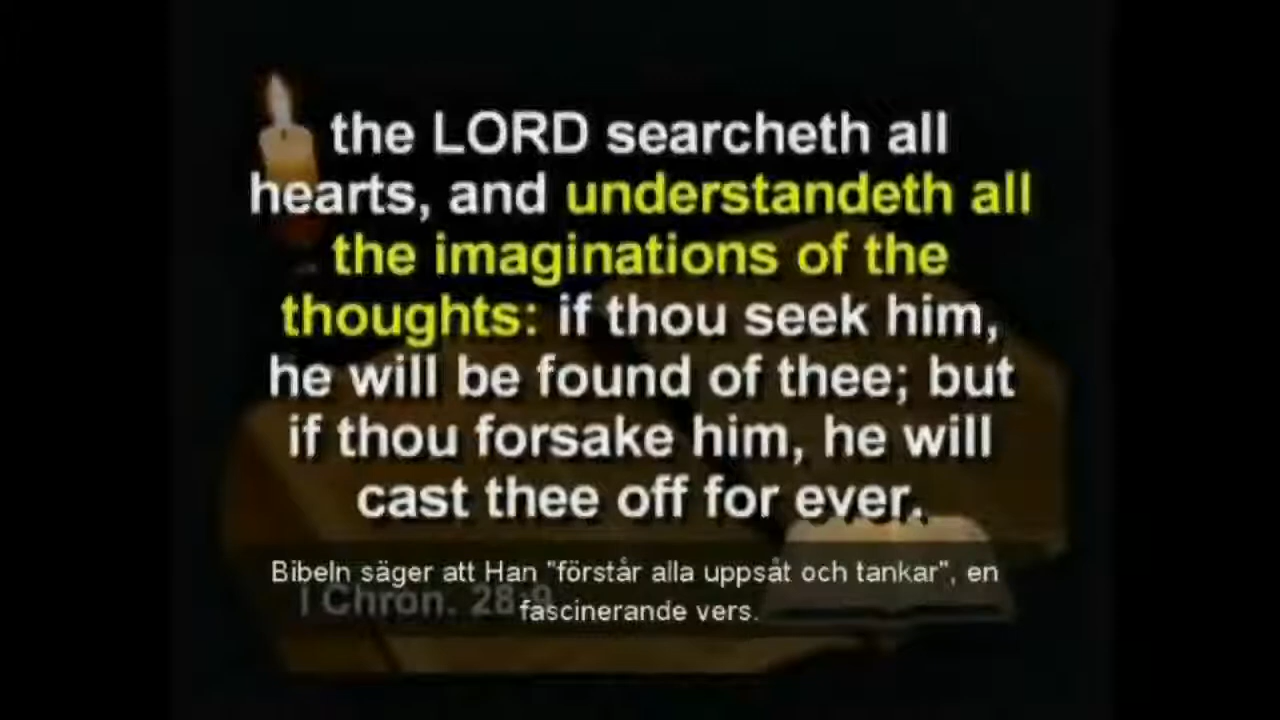 the LORD searcheth all
hearts, and understandeth all
the imaginations of the
thoughts: if thou seek him,
he will be found of thee; but
if thou forsake him, he will
cast thee off for ever.
Bibeln säger att Han "förstår alla uppsåt och tankar", en
I Chron. 28:9
fascinerande vers.